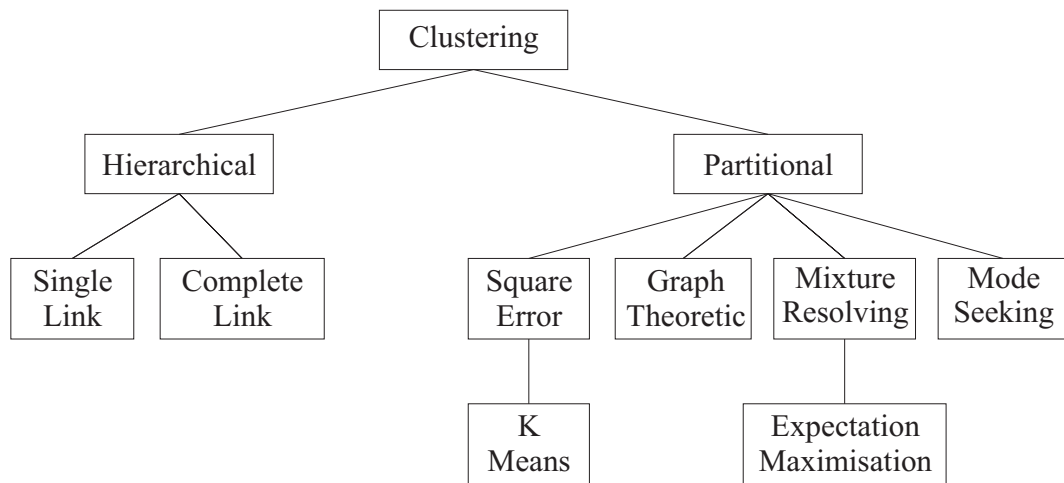 Clustering
Hierarchical
Partitional
Single
Link
Complete
Link
Square
Error
Graph
Theoretic
Mixture
Resolving
Mode
Seeking
K
Means
Expectation
Maximisation